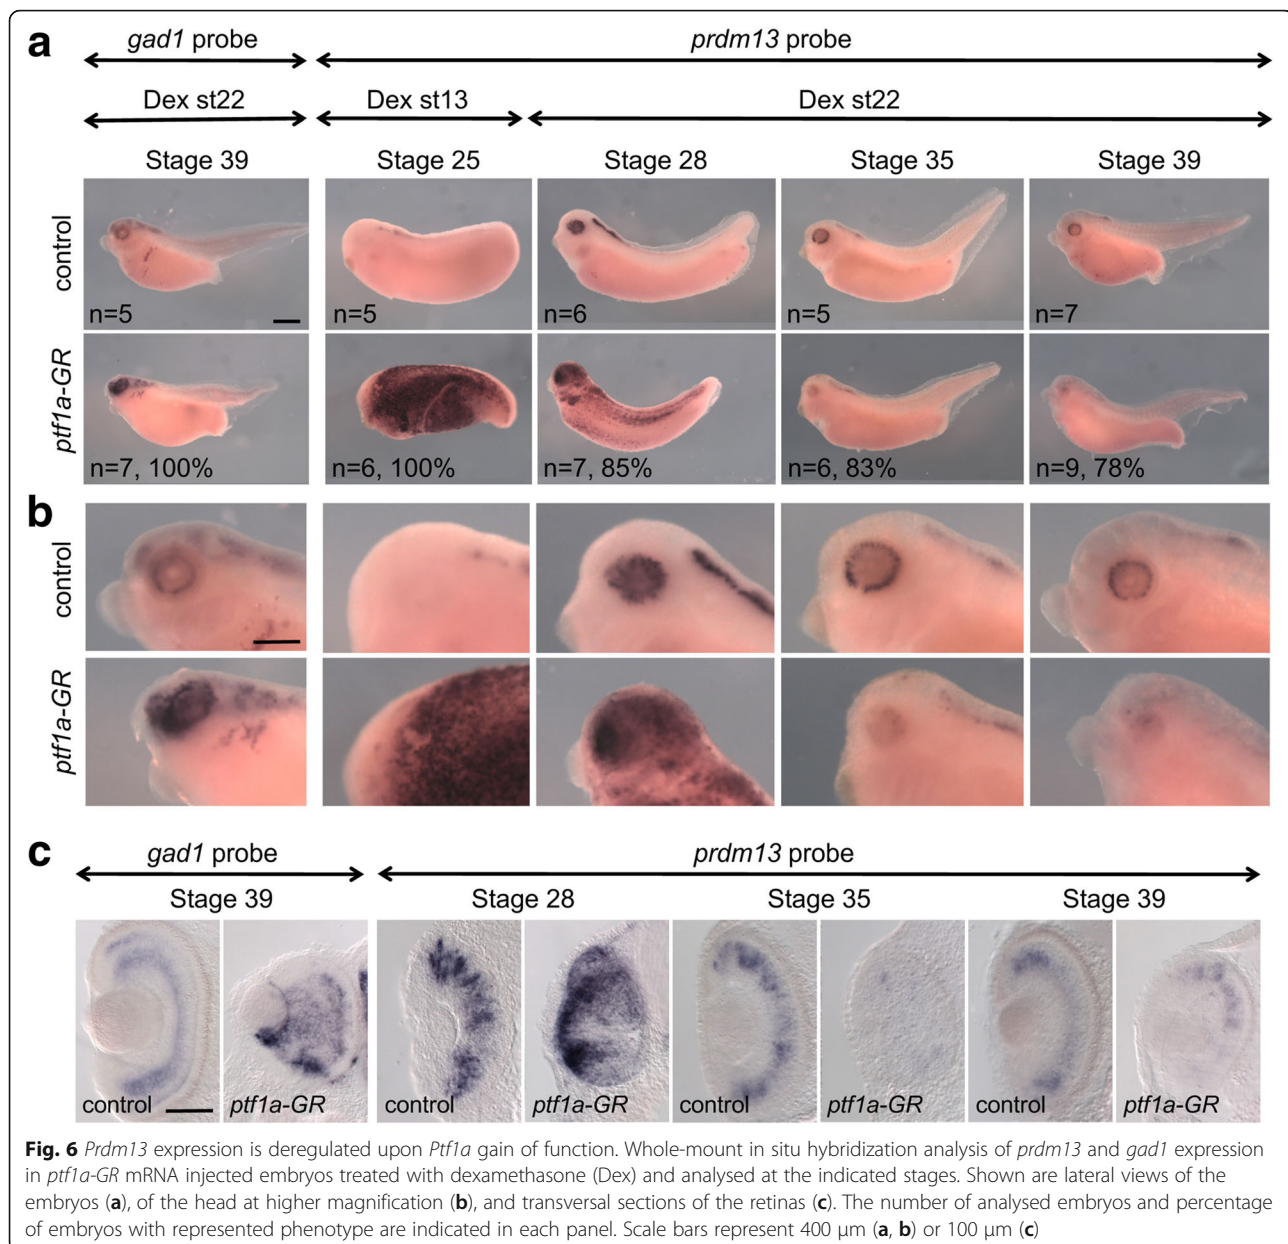 a
gad1 probe
prdm13 probe
Dex st22
Dex st13
Dex st22
Stage 39
Stage 25
Stage 28
Stage 35
Stage 39
control
n=5
n=5
n=6
n=5
n=7
ptf1a-GR
n=7, 100%
n=6, 100%
n=7, 85%
n=6, 83%
n=9, 78%
b
control
ptf1a-GR
c
gad1 probe
prdm13 probe
Stage 39
Stage 28
Stage 35
Stage 39
control
ptf1a-GR
control
ptf1a-GR
control
ptf1a-GR
control
ptf1a-GR
Fig. 6 Prdm13 expression is deregulated upon Ptf1a gain of function. Whole-mount in situ hybridization analysis of prdm13 and gad1 expression
in ptf1a-GR mRNA injected embryos treated with dexamethasone (Dex) and analysed at the indicated stages. Shown are lateral views of the
embryos (a), of the head at higher magnification (b), and transversal sections of the retinas (c). The number of analysed embryos and percentage
of embryos with represented phenotype are indicated in each panel. Scale bars represent 400 μm (a, b) or 100 μm (c)